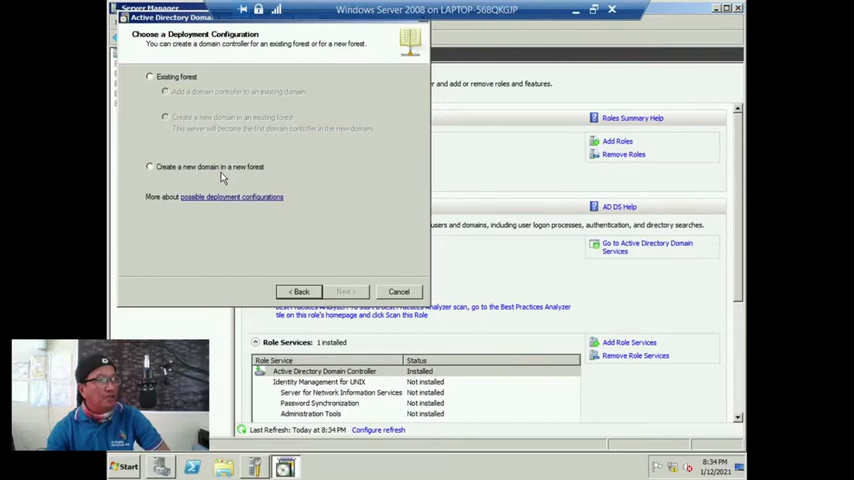 Server Manager
Windows Server 2008 on LAPTOP-568QKGJP
Active Directory Doma
Choose a Deployment Configuration
You can create a domain controller for an existing forest or for a new forest.
Existing forest
Add a domain controller to an existing domain
Create a new domain in an existing forest
This server will become the first domain controller in the new domain.
Create a new domain in a new forest
More about possible deployment configurations
< Back
Next >
Cancel
er and add or remove roles and features.
Roles Summary Help
Add Roles
Remove Roles
AD DS Help
users and domains, including user logon processes, authentication, and directory searches.
Go to Active Directory Domain
Services
Best Practices Analyzer: To start a Best Practices Analyzer scan, go to the Best Practices Analyzer
tile on this role's homepage and click Scan this Role
Role Services: 1 installed
Add Role Services
Remove Role Services
Role Service Status
Active Directory Domain Controller Installed
Identity Management for UNIX Not installed
Server for Network Information Services Not installed
Password Synchronization Not installed
Administration Tools Not installed
Last Refresh: Today at 8:34 PM Configure refresh
Start
8:34 PM
1/12/2021